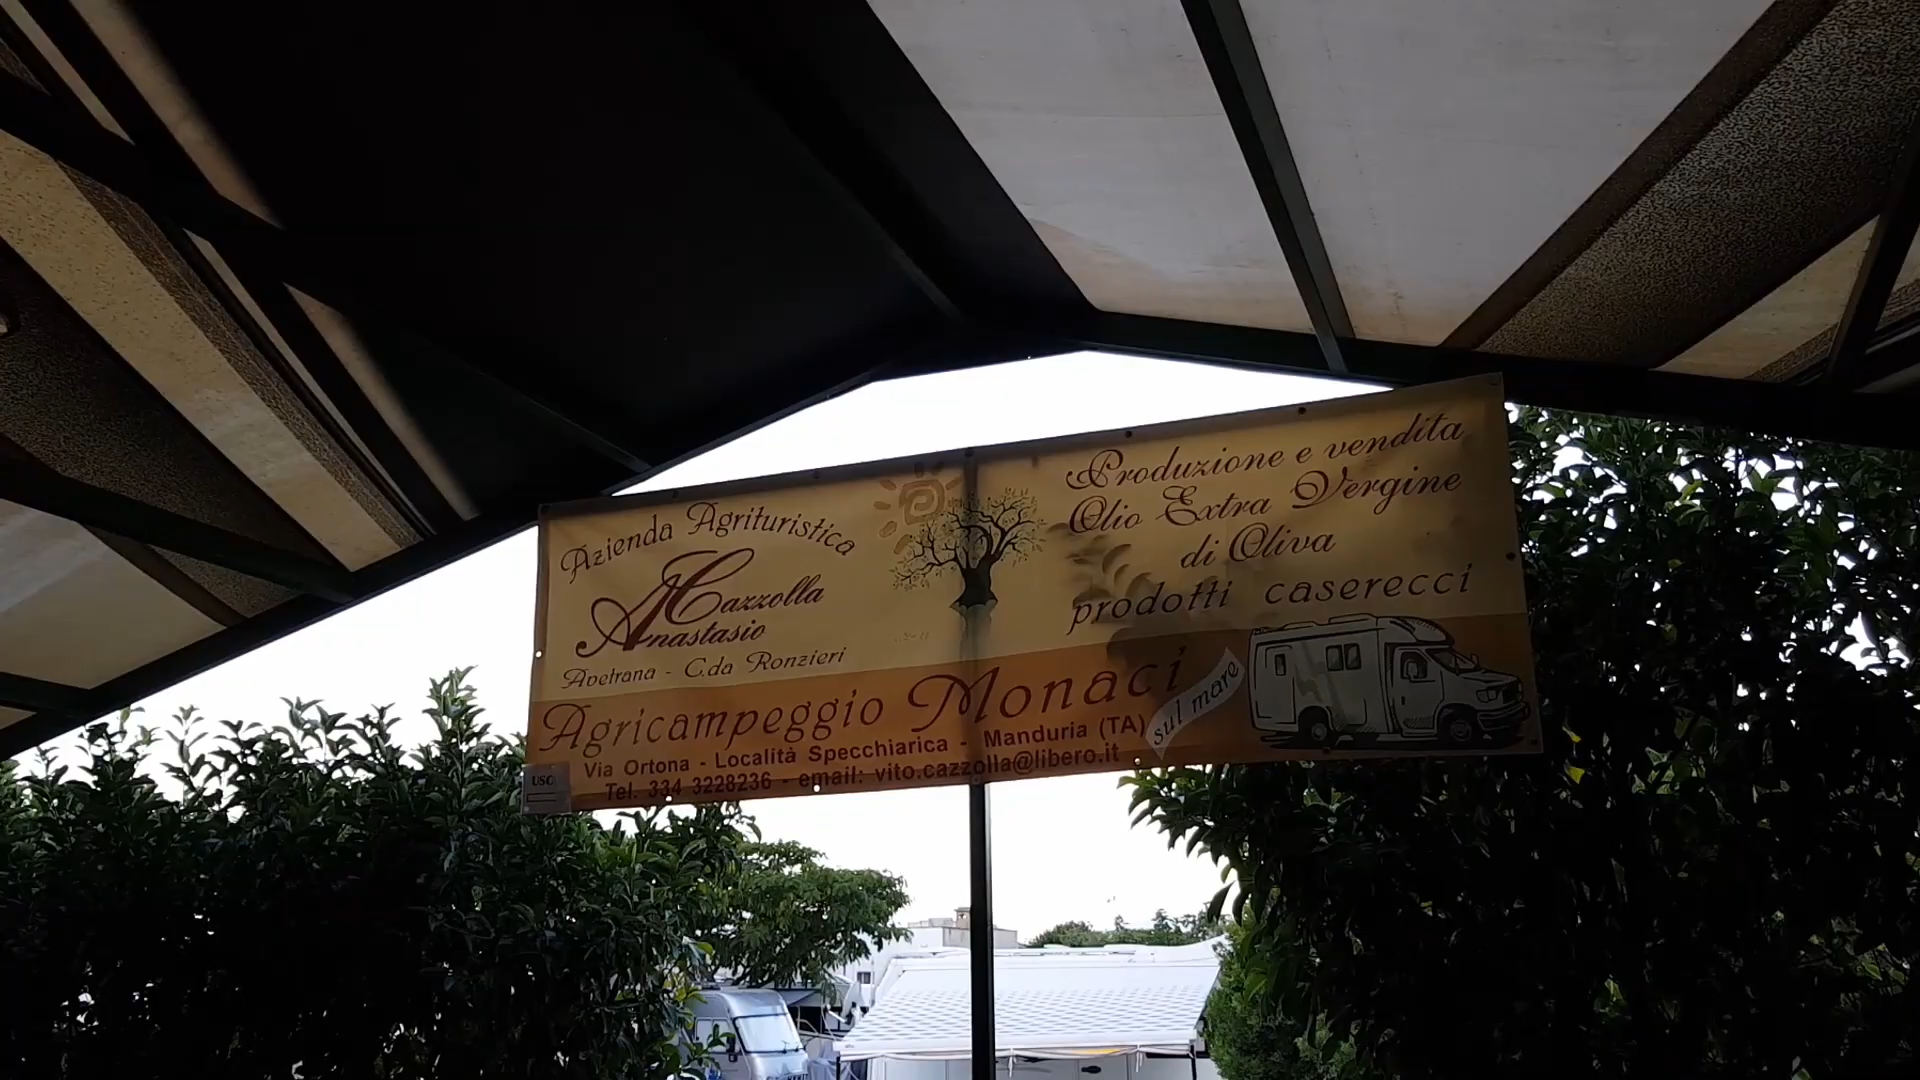 Azienda Agrituristica
Cazzolla
Anastasio
Avetrana - C.da Ronzieri
Produzione e vendita
Olio Extra Vergine
di Oliva
prodotti caserecci
Agricampeggio Monaci
sul mare
Via Ortona - Località Specchiarica - Manduria (TA)
Tel. 334 3228236 - email: vito.cazzolla@libero.it